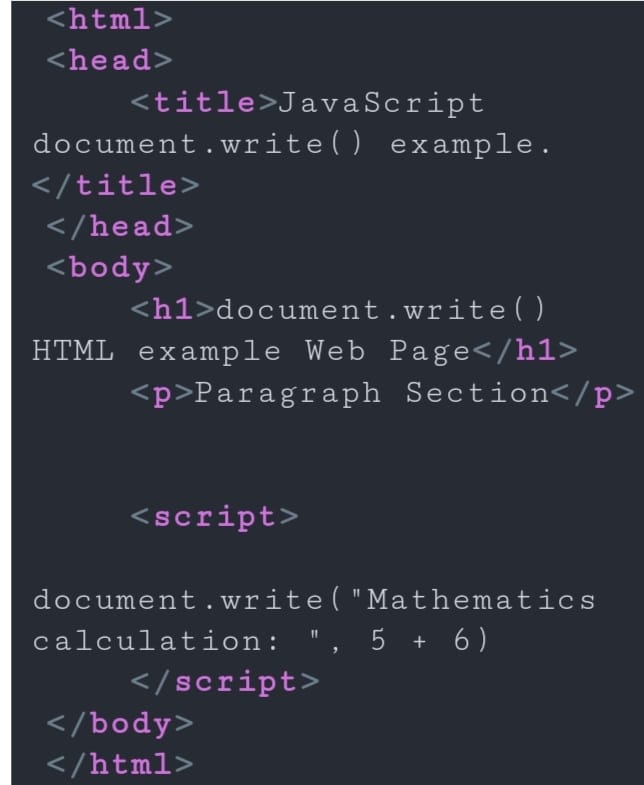 <html>
<head>
<title>JavaScript
document.write() example.
</title>
</head>
<body>
<h1>document.write()
HTML example Web Page</h1>
<p>Paragraph Section</p>
<script>
document.write("Mathematics
calculation: ", 5 + 6)
</script>
</body>
</html>